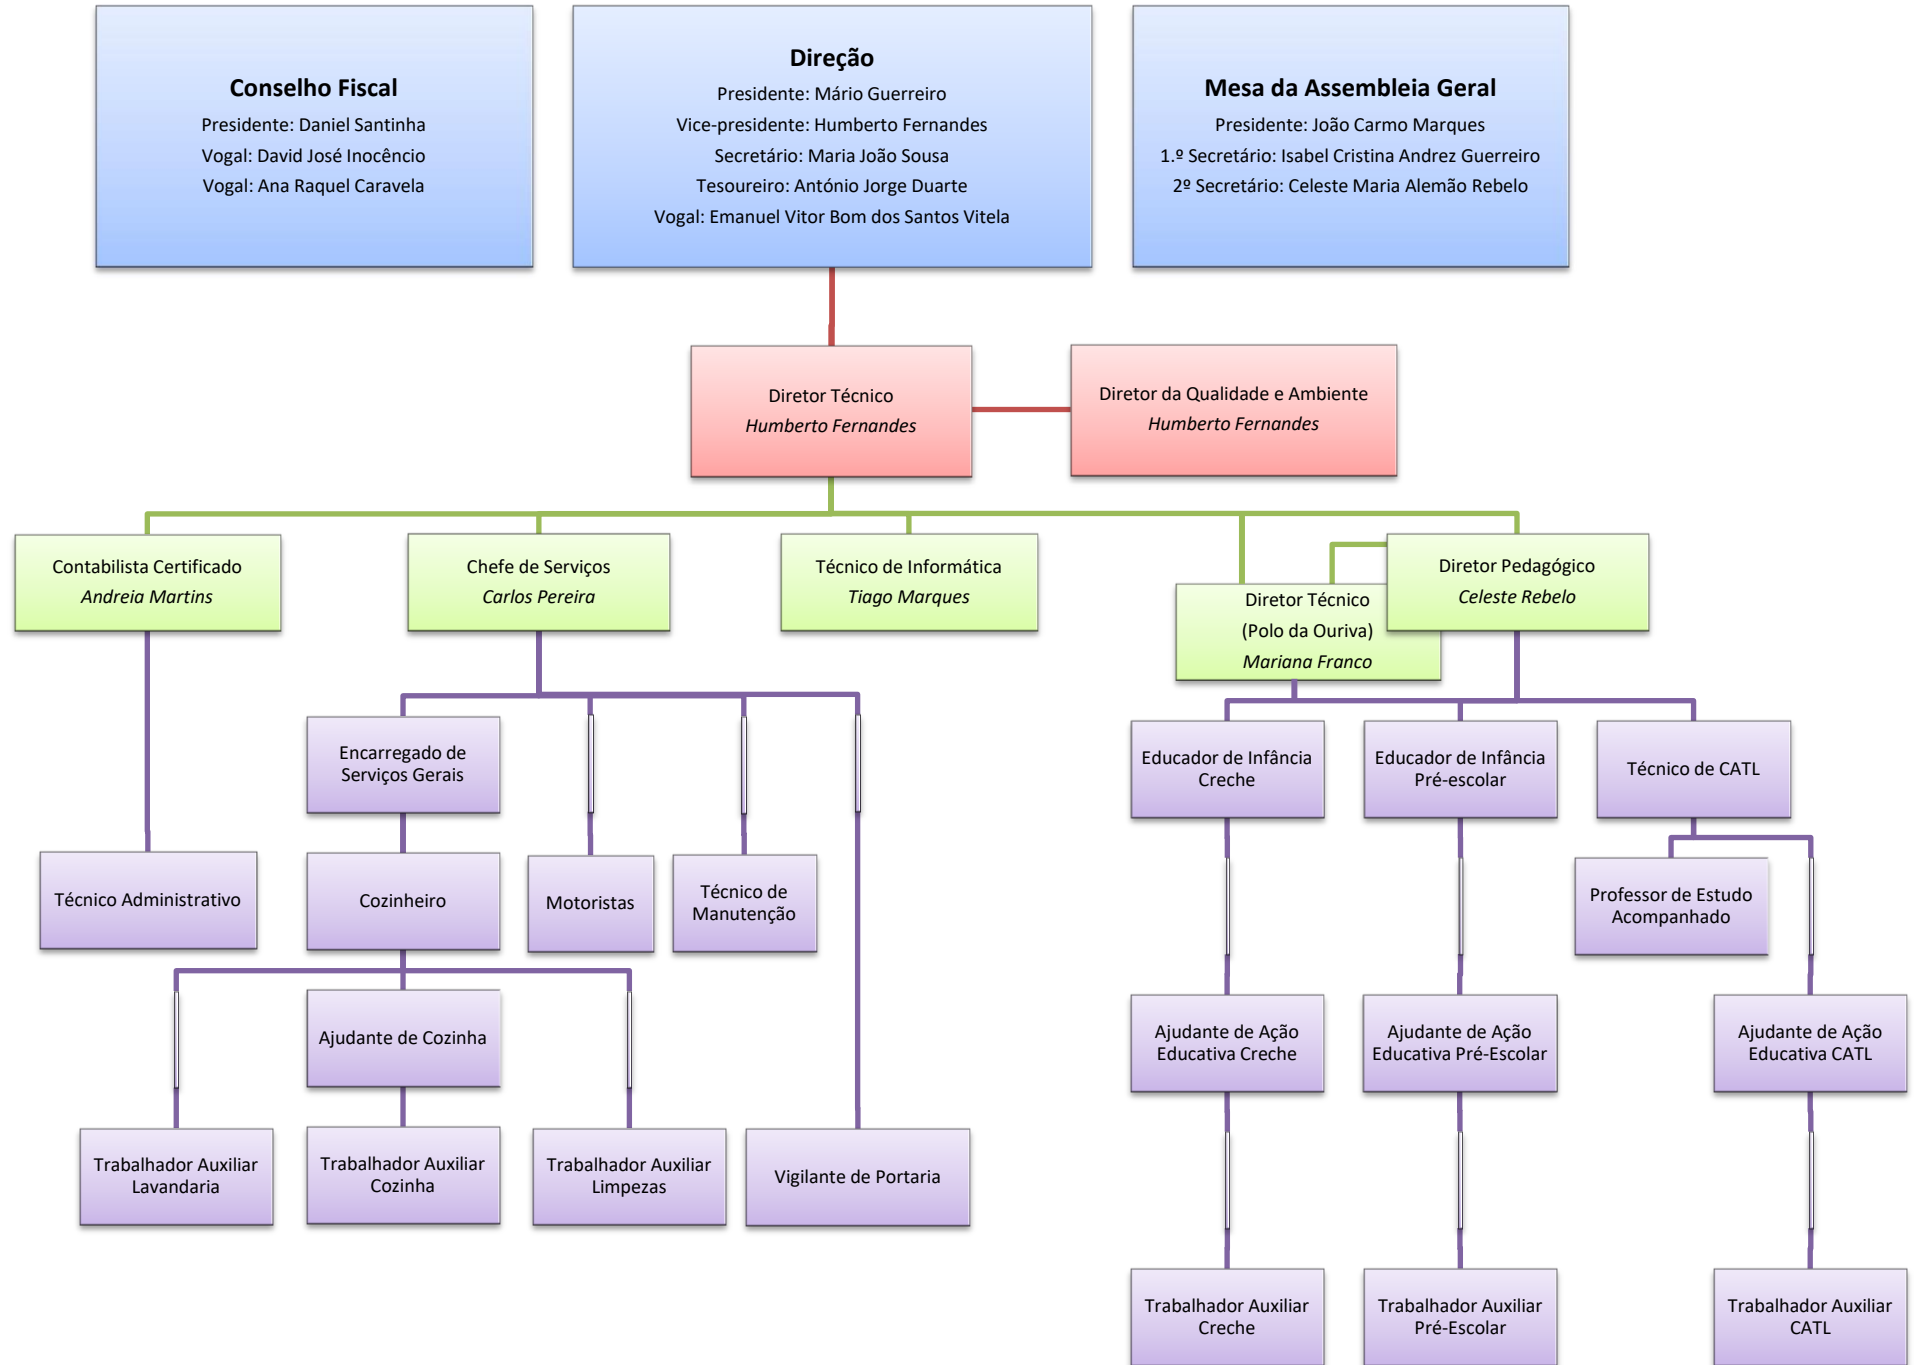 Conselho Fiscal
Presidente: Daniel Santinha
Vogal: David José Inocêncio
Vogal: Ana Raquel Caravela
Direção
Presidente: Mário Guerreiro
Vice-presidente: Humberto Fernandes
Secretário: Maria João Sousa
Tesoureiro: António Jorge Duarte
Vogal: Emanuel Vitor Bom dos Santos Vitela
Mesa da Assembleia Geral
Presidente: João Carmo Marques
1.º Secretário: Isabel Cristina Andrez Guerreiro
2º Secretário: Celeste Maria Alemão Rebelo
Diretor Técnico
Humberto Fernandes
Diretor da Qualidade e Ambiente
Humberto Fernandes
Contabilista Certificado
Andreia Martins
Chefe de Serviços
Carlos Pereira
Técnico de Informática
Tiago Marques
Diretor Técnico
(Polo da Ouriva)
Mariana Franco
Diretor Pedagógico
Celeste Rebelo
Encarregado de
Serviços Gerais
Educador de Infância
Creche
Educador de Infância
Pré-escolar
Técnico de CATL
Técnico Administrativo
Cozinheiro
Motoristas
Técnico de
Manutenção
Professor de Estudo
Acompanhado
Ajudante de Cozinha
Ajudante de Ação
Educativa Creche
Ajudante de Ação
Educativa Pré-Escolar
Ajudante de Ação
Educativa CATL
Trabalhador Auxiliar
Lavandaria
Trabalhador Auxiliar
Cozinha
Trabalhador Auxiliar
Limpezas
Vigilante de Portaria
Trabalhador Auxiliar
Creche
Trabalhador Auxiliar
Pré-Escolar
Trabalhador Auxiliar
CATL